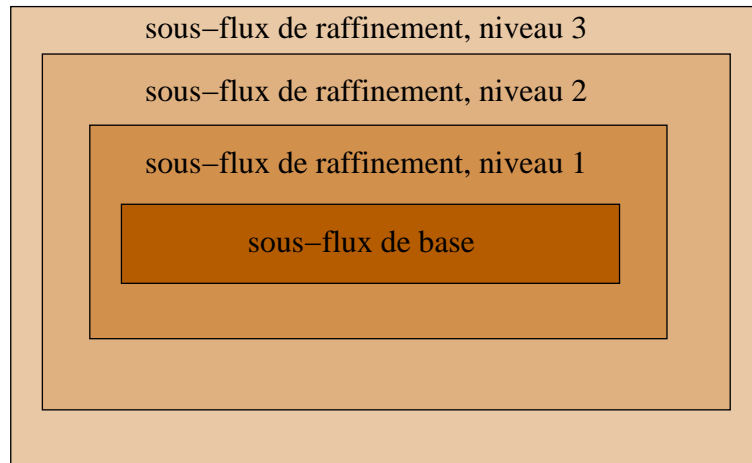 sous−flux de raffinement, niveau 3
sous−flux de raffinement, niveau 2
sous−flux de raffinement, niveau 1
sous−flux de base